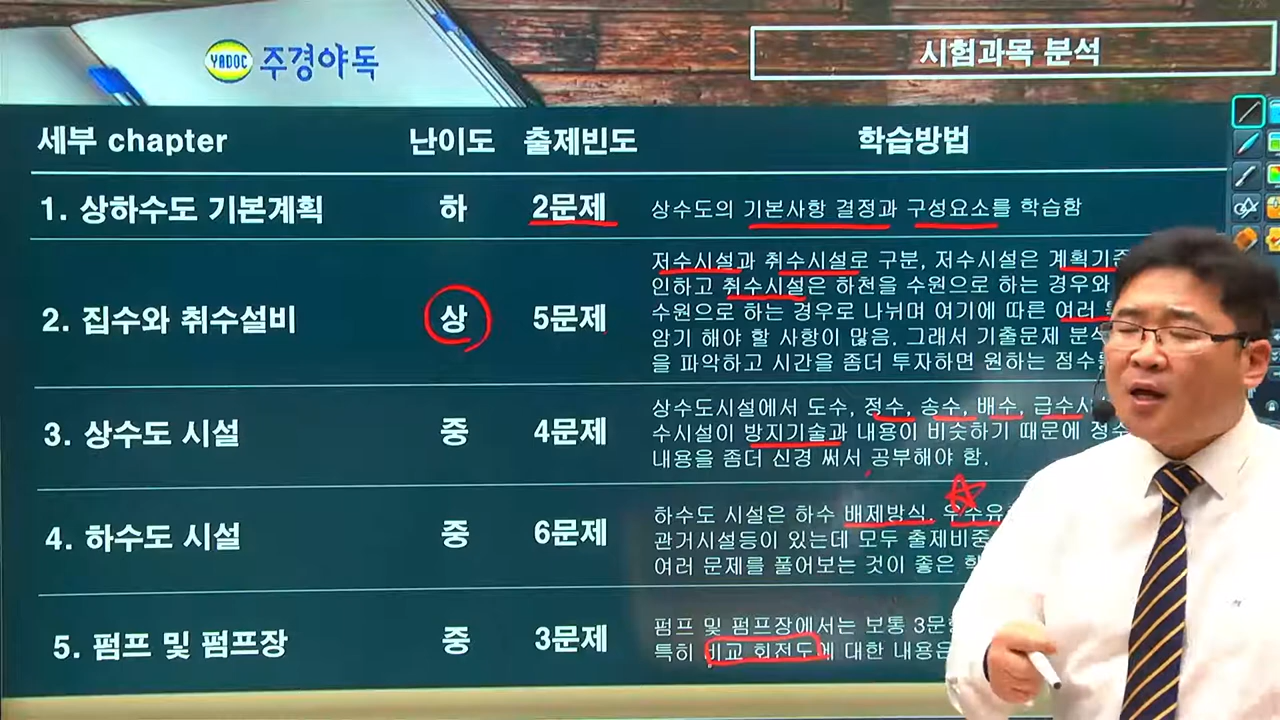 YADOC 주경야독
시험과목 분석
세부 chapter 난이도 출제빈도 학습방법
1. 상하수도 기본계획 하 2문제 상수도의 기본사항 결정과 구성요소를 학습함
2. 집수와 취수설비 상 5문제
저수시설과 취수시설로 구분, 저수시설은 계획기준
인하고 취수시설은 하천을 수원으로 하는 경우와
수원으로 하는 경우로 나뉘며 여기에 따른 여러
암기 해야 할 사항이 많음. 그래서 기출문제 분석
을 파악하고 시간을 좀더 투자하면 원하는 점수를
3. 상수도 시설 중 4문제
상수도시설에서 도수, 정수, 송수, 배수, 급수시
수시설이 방지기술과 내용이 비슷하기 때문에 정수
내용을 좀더 신경 써서 공부해야 함.
4. 하수도 시설 중 6문제
하수도 시설은 하수 배제방식. 우수유
관거시설등이 있는데 모두 출제비중
여러 문제를 풀어보는 것이 좋은
5. 펌프 및 펌프장 중 3문제
펌프 및 펌프장에서는 보통 3문
특히 비교 회전도에 대한 내용은